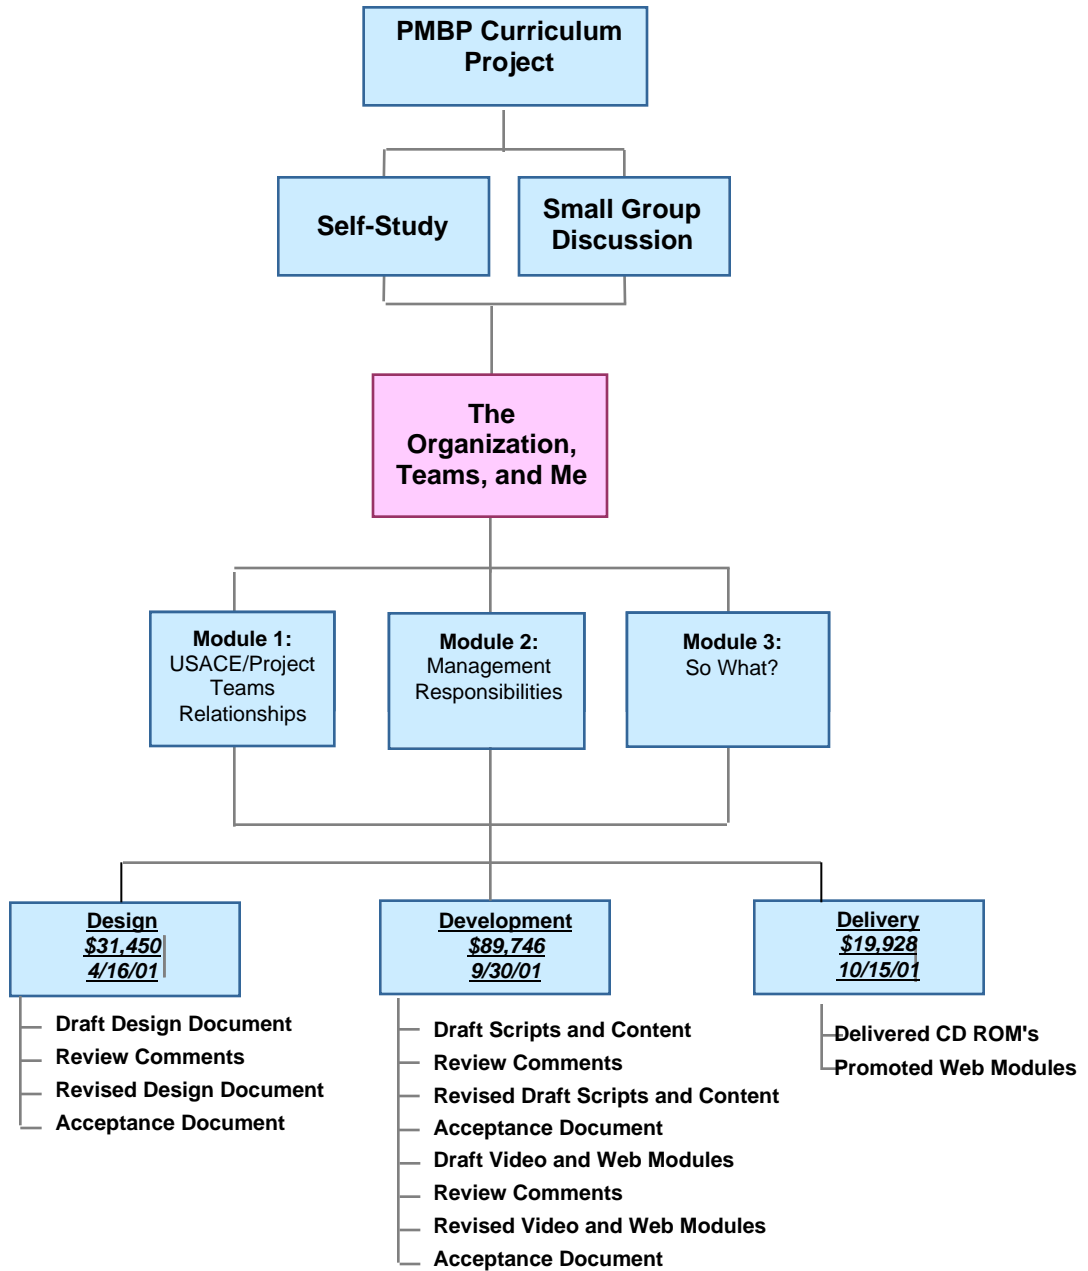 PMBP Curriculum
Project
Self-Study
Small Group
Discussion
The
Organization,
Teams, and Me
Module 1:
USACE/Project
Teams
Relationships
Module 2:
Management
Responsibilities
Module 3:
So What?
Design
$31,450
4/16/01
Draft Design Document
Review Comments
Revised Design Document
Acceptance Document
Development
$89,746
9/30/01
Draft Scripts and Content
Review Comments
Revised Draft Scripts and Content
Acceptance Document
Draft Video and Web Modules
Review Comments
Revised Video and Web Modules
Acceptance Document
Delivery
$19,928
10/15/01
Delivered CD ROM's
Promoted Web Modules